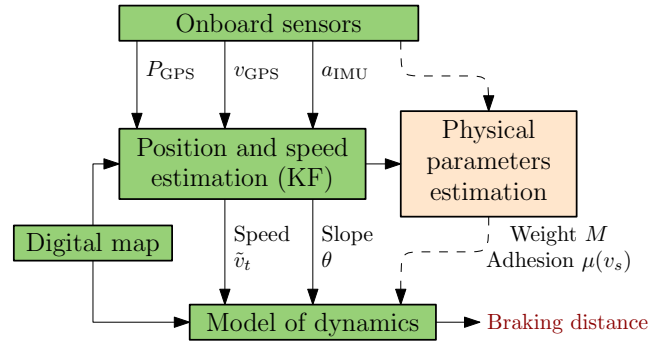 Onboard sensors
P_GPS v_GPS a_IMU
Position and speed
estimation (KF)
Physical
parameters
estimation
Digital map
Speed
ṽ_t
Slope
θ
Weight M
Adhesion μ(v_s)
Model of dynamics
Braking distance